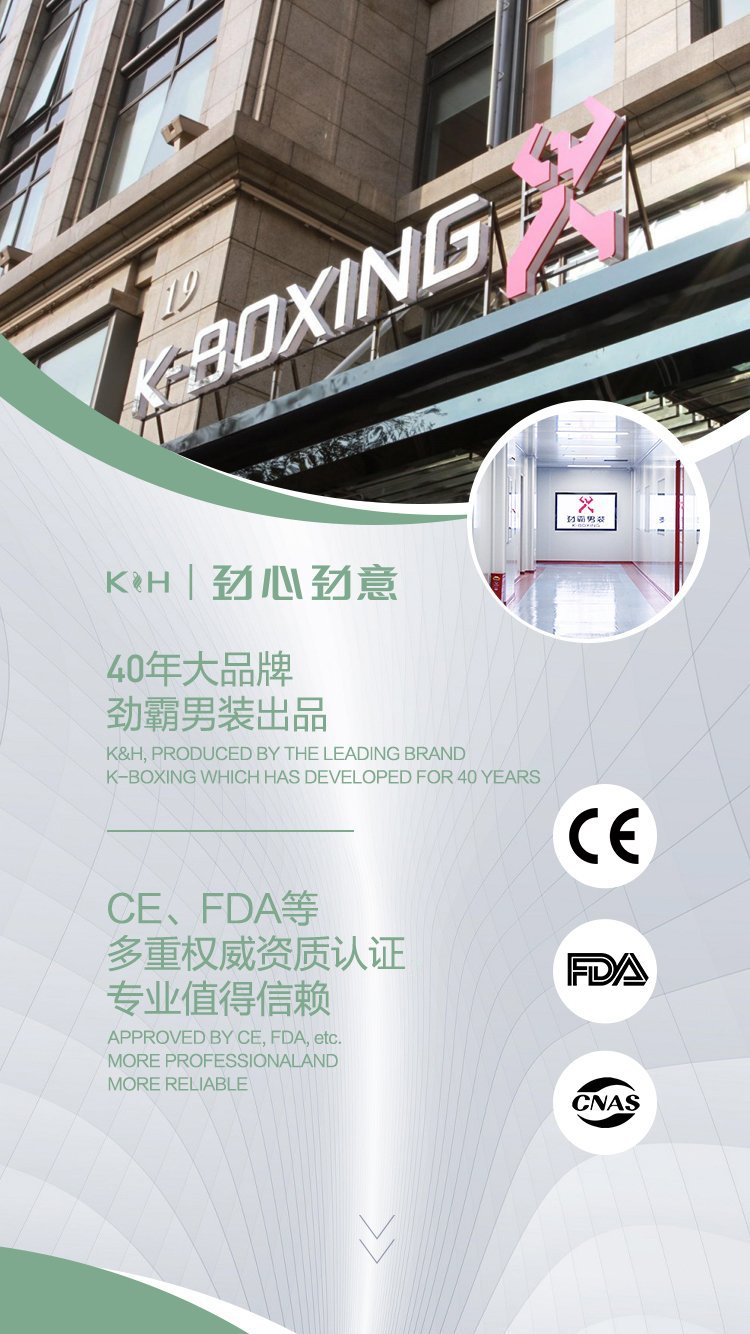 19
K-BOXING
劲霸男装
K-BOXING
K&H | 劲心劲意
40年大品牌
劲霸男装出品
K&H, PRODUCED BY THE LEADING BRAND
K-BOXING WHICH HAS DEVELOPED FOR 40 YEARS
CE
CE、FDA等
多重权威资质认证
专业值得信赖
FDA
APPROVED BY CE, FDA, etc.
MORE PROFESSIONALAND
MORE RELIABLE
CNAS